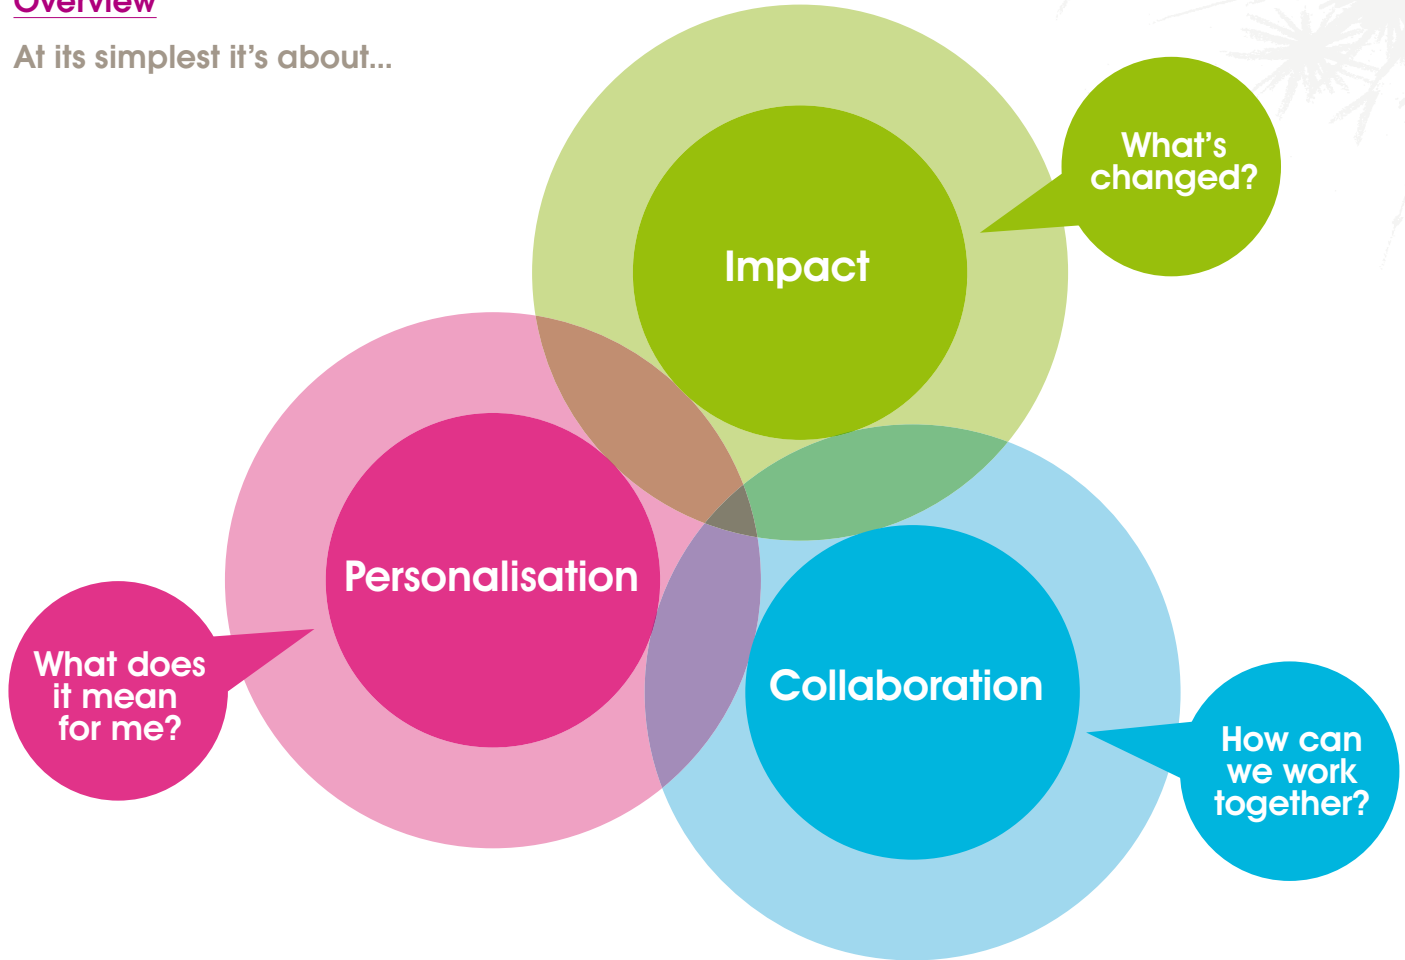 Overview
At its simplest it's about...
What's
changed?
Impact
Personalisation
What does
it mean
for me?
Collaboration
How can
we work
together?